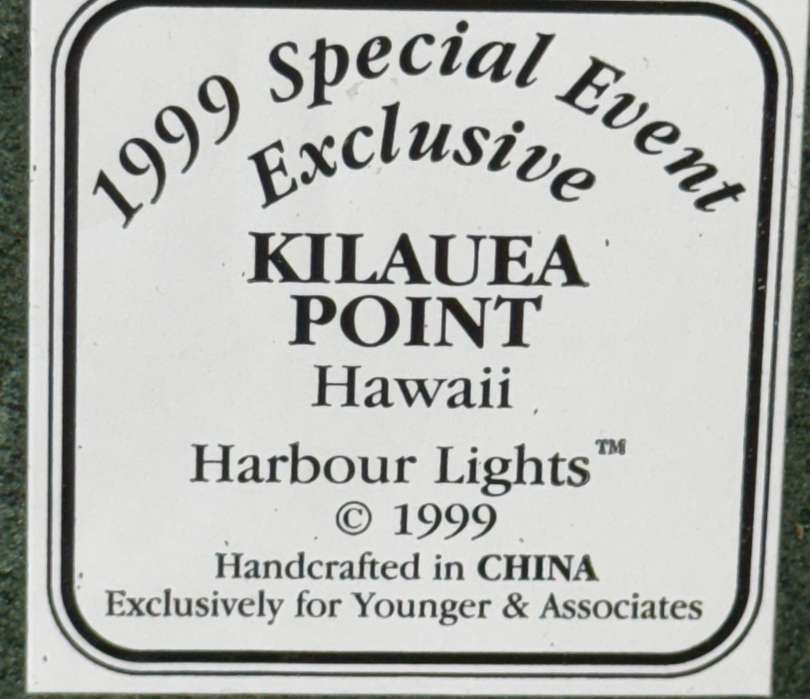 1999 Special Event
Exclusive
KILAUEA
POINT
Hawaii
Harbour Lights™
© 1999
Handcrafted in CHINA
Exclusively for Younger & Associates